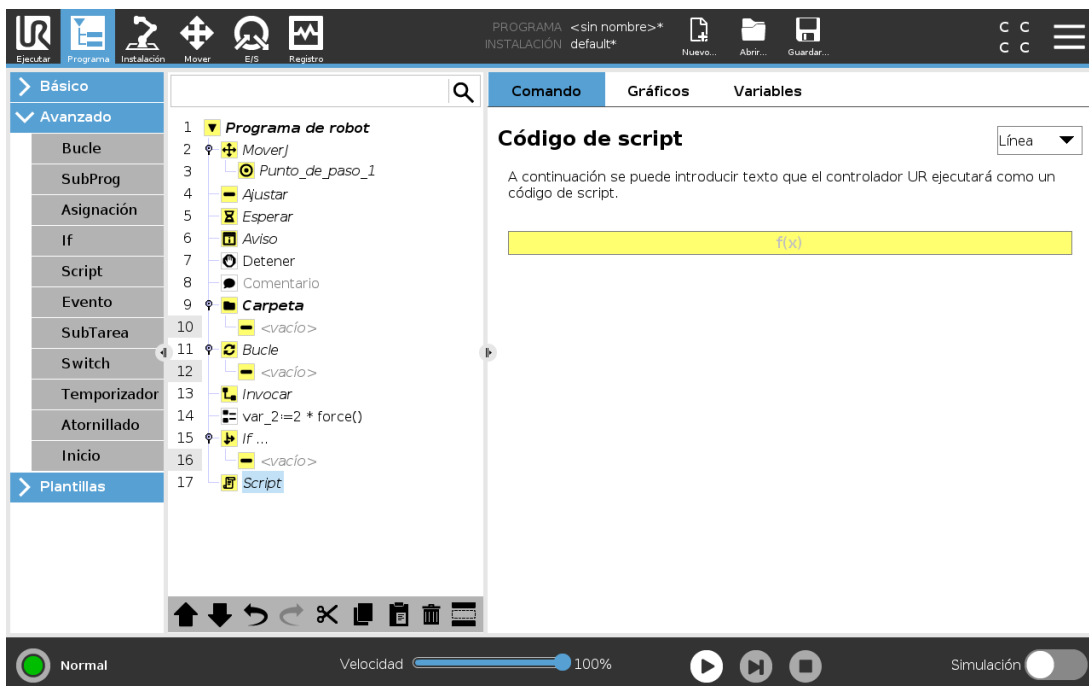 UR
Ejecutar
Programa
Instalación
Mover
E/S
Registro
PROGRAMA <sin nombre>*
INSTALACIÓN default*
Nuevo...
Abrir...
Guardar...
C C
C C
Básico
Avanzado
Bucle
SubProg
Asignación
If
Script
Evento
SubTarea
Switch
Temporizador
Atornillado
Inicio
Plantillas
1 Programa de robot
2 MoverJ
3 Punto_de_paso_1
4 Ajustar
5 Esperar
6 Aviso
7 Detener
8 Comentario
9 Carpeta
10 <vacío>
11 Bucle
12 <vacío>
13 Invocar
14 var_2:=2 * force()
15 If ...
16 <vacío>
17 Script
Comando Gráficos Variables
Código de script
Línea
A continuación se puede introducir texto que el controlador UR ejecutará como un
código de script.
f(x)
Normal
Velocidad 100%
Simulación